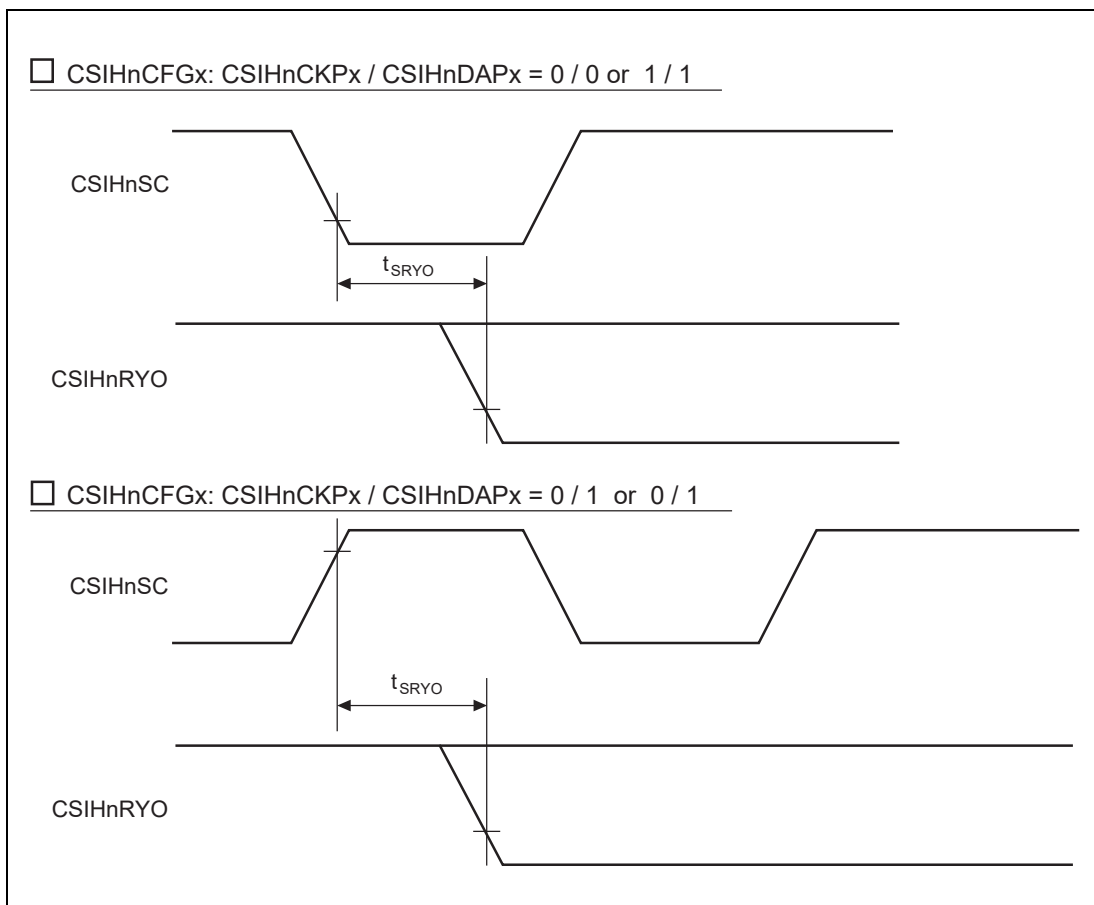 CSIHnCFGx: CSIHnCKPx / CSIHnDAPx = 0 / 0 or 1 / 1
CSIHnSC
tSRYO
CSIHnRYO
CSIHnCFGx: CSIHnCKPx / CSIHnDAPx = 0 / 1 or 0 / 1
CSIHnSC
tSRYO
CSIHnRYO